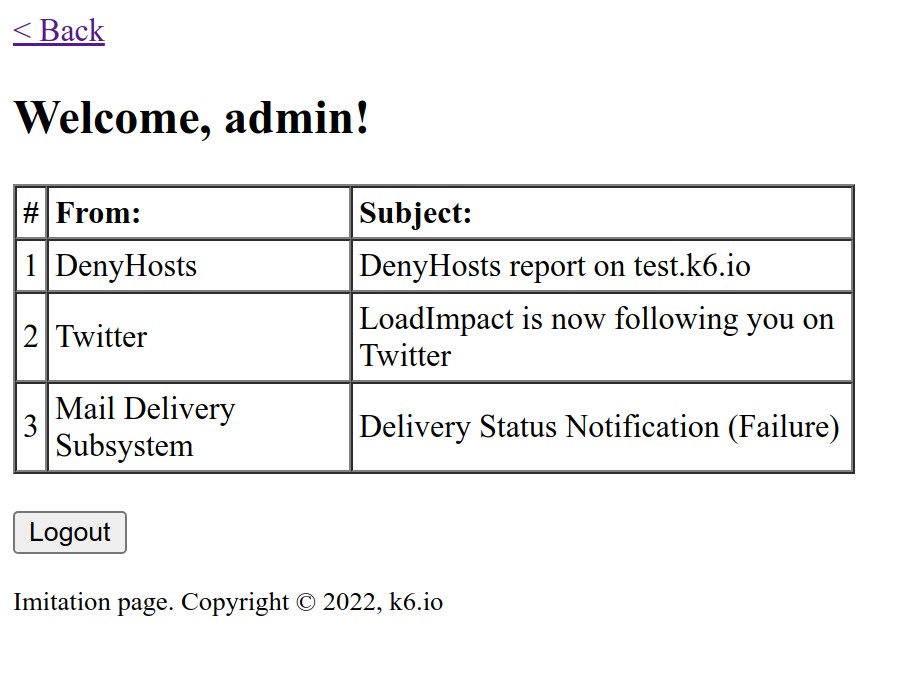 < Back
Welcome, admin!
# From: Subject:
1 DenyHosts DenyHosts report on test.k6.io
2 Twitter LoadImpact is now following you on
Twitter
3 Mail Delivery
Subsystem Delivery Status Notification (Failure)
Logout
Imitation page. Copyright © 2022, k6.io